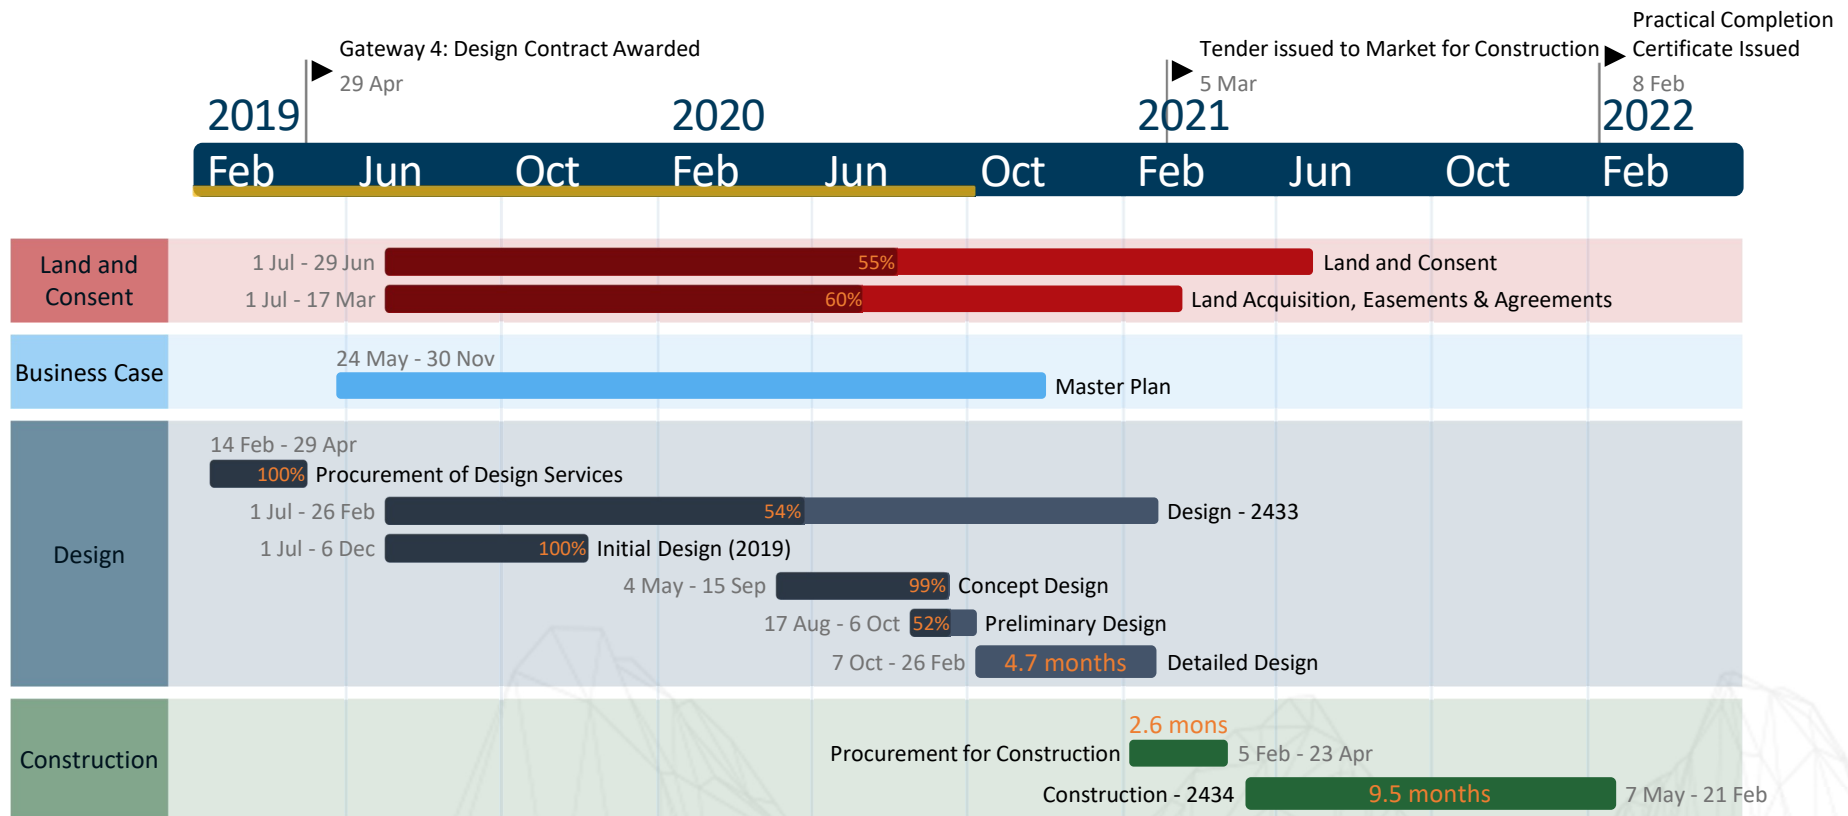 Gateway 4: Design Contract Awarded
29 Apr
Tender issued to Market for Construction
5 Mar
Practical Completion
Certificate Issued
8 Feb
2019 2020 2021 2022
Feb Jun Oct Feb Jun Oct Feb Jun Oct Feb
Land and
Consent
1 Jul - 29 Jun 55% Land and Consent
1 Jul - 17 Mar 60% Land Acquisition, Easements & Agreements
Business Case
24 May - 30 Nov
Master Plan
Design
14 Feb - 29 Apr
100% Procurement of Design Services
1 Jul - 26 Feb 54% Design - 2433
1 Jul - 6 Dec 100% Initial Design (2019)
4 May - 15 Sep 99% Concept Design
17 Aug - 6 Oct 52% Preliminary Design
7 Oct - 26 Feb 4.7 months Detailed Design
Construction
2.6 mons
Procurement for Construction 5 Feb - 23 Apr
Construction - 2434 9.5 months 7 May - 21 Feb